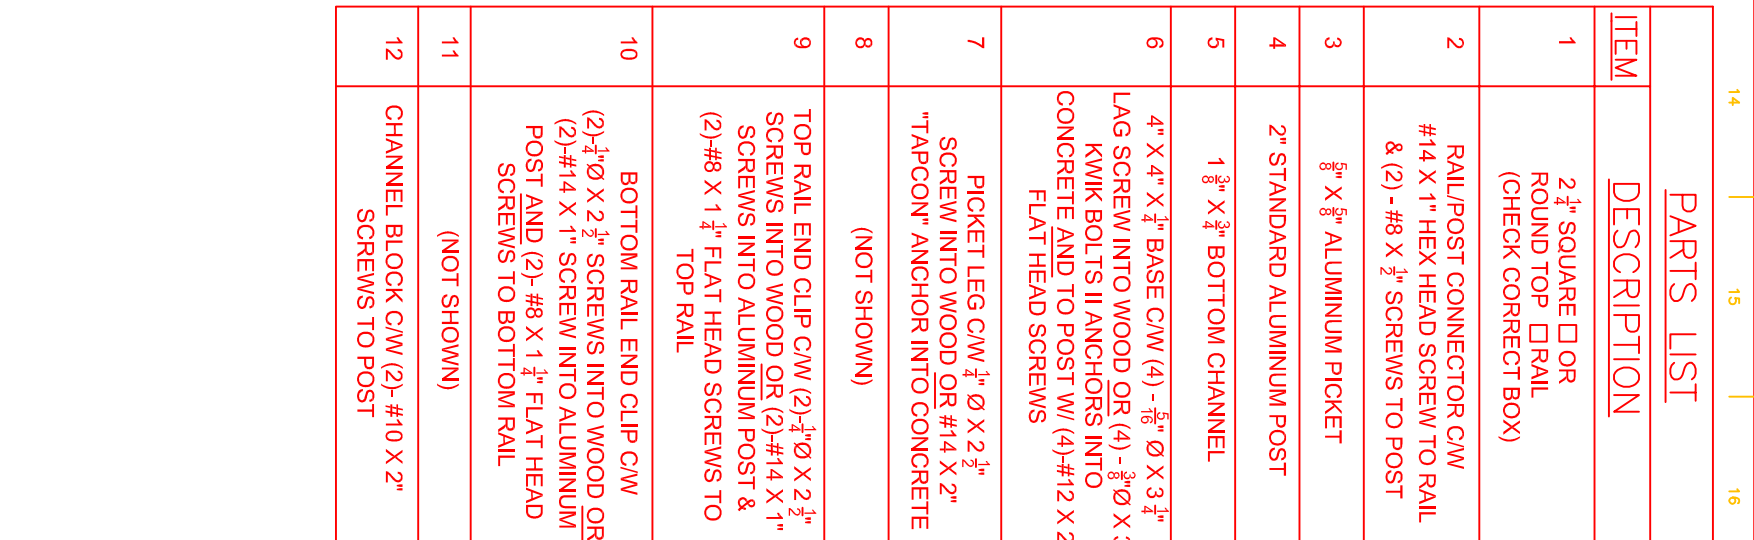 PARTS LIST
ITEM DESCRIPTION
1 2 1/4" SQUARE □ OR
ROUND TOP □ RAIL
(CHECK CORRECT BOX)
2 RAIL/POST CONNECTOR C/W
#14 X 1" HEX HEAD SCREW TO RAIL
& (2) - #8 X 1/2" SCREWS TO POST
3 5/8" X 5/8" ALUMINUM PICKET
4 2" STANDARD ALUMINUM POST
5 1 3/8" X 3/4" BOTTOM CHANNEL
6 4" X 4" X 1/4" BASE C/W (4) - 5/16" Ø X 3 1/4"
LAG SCREW INTO WOOD OR (4) - 3/8"Ø X
KWIK BOLTS II ANCHORS INTO
CONCRETE AND TO POST W/ (4)-#12 X 2
FLAT HEAD SCREWS
7 PICKET LEG C/W 1/4" Ø X 2 1/2"
SCREW INTO WOOD OR #14 X 2"
"TAPCON" ANCHOR INTO CONCRETE
8 (NOT SHOWN)
9 TOP RAIL END CLIP C/W (2)-1/4"Ø X 2 1/2"
SCREWS INTO WOOD OR (2)-#14 X 1"
SCREWS INTO ALUMINUM POST &
(2)-#8 X 1 1/4" FLAT HEAD SCREWS TO
TOP RAIL
10 BOTTOM RAIL END CLIP C/W
(2)-1/4"Ø X 2 1/2" SCREWS INTO WOOD OR
(2)-#14 X 1" SCREW INTO ALUMINUM
POST AND (2)- #8 X 1 1/4" FLAT HEAD
SCREWS TO BOTTOM RAIL
11 (NOT SHOWN)
12 CHANNEL BLOCK C/W (2)- #10 X 2"
SCREWS TO POST
14
15
16